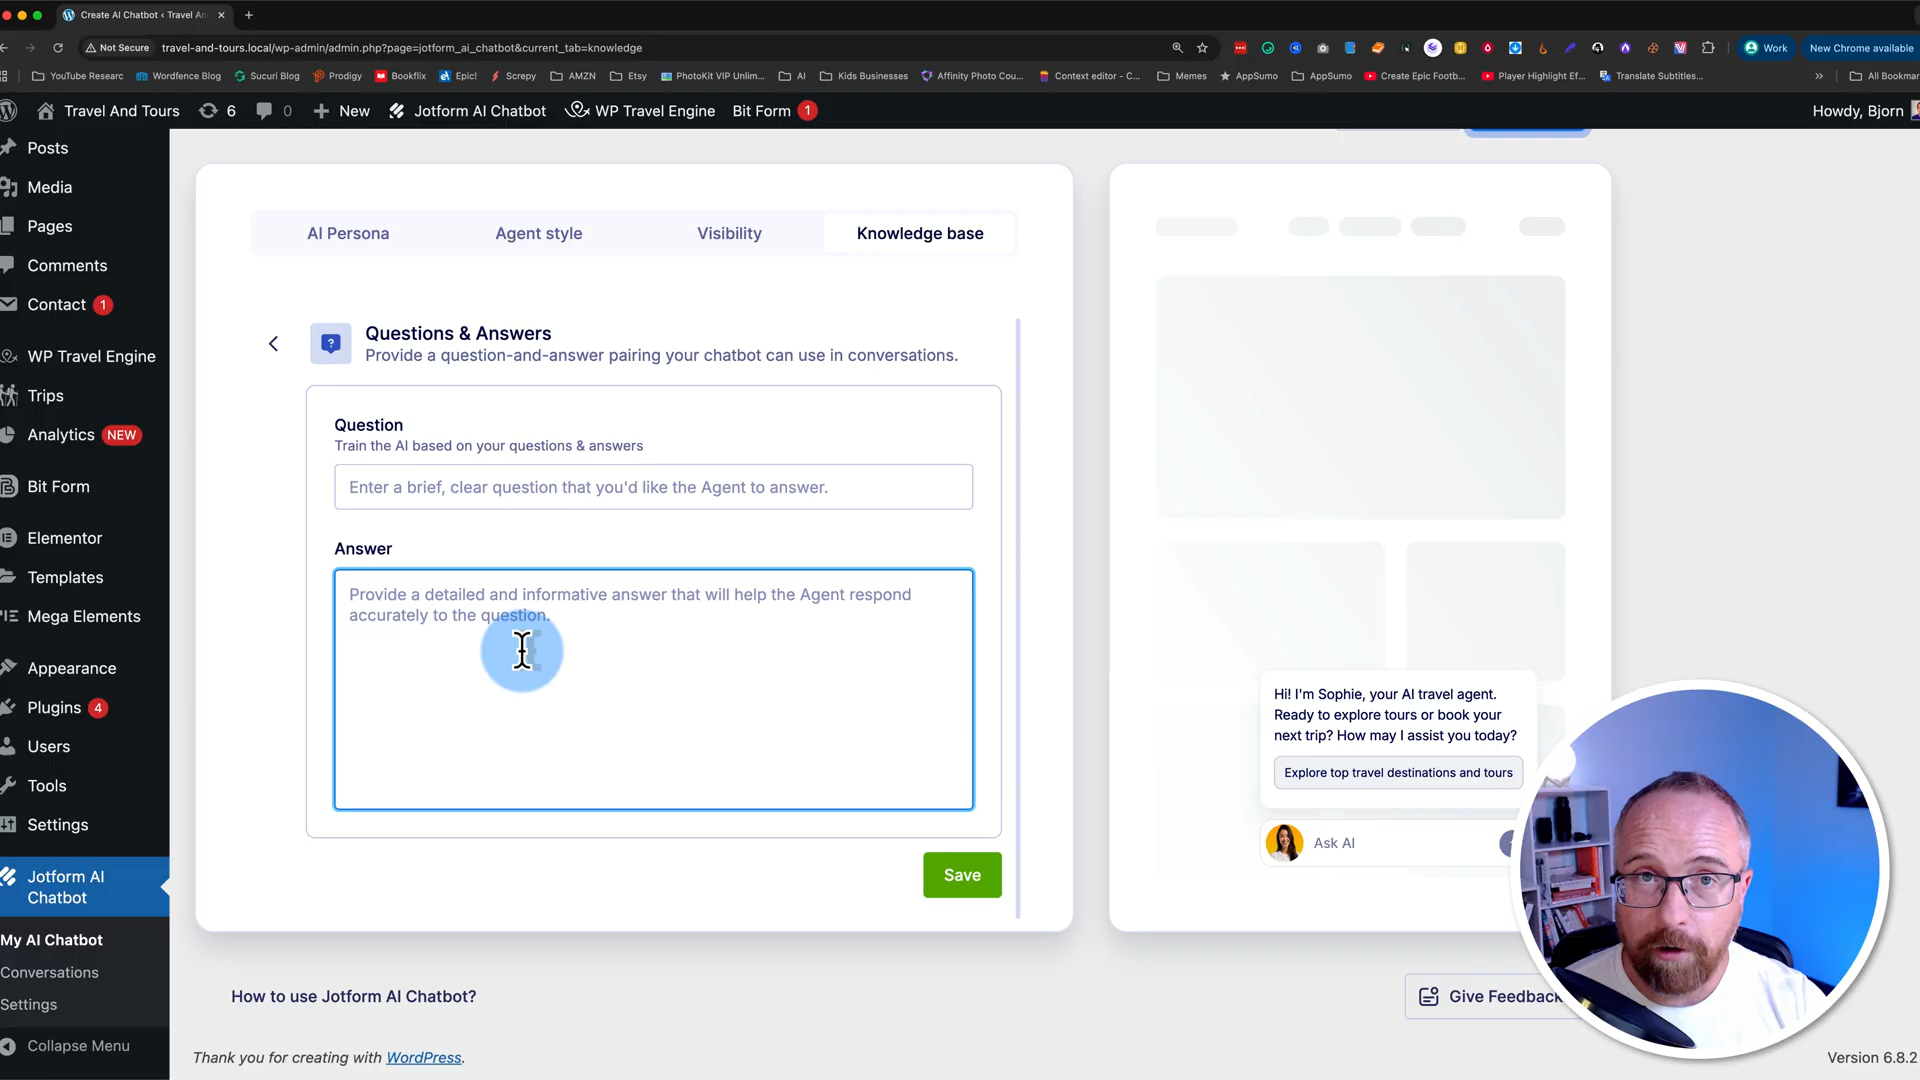 Create AI Chatbot ‹ Travel An
Not Secure
travel-and-tours.local/wp-admin/admin.php?page=jotform_ai_chatbot&current_tab=knowledge
Work
New Chrome available
YouTube Researc
Wordfence Blog
Sucuri Blog
Prodigy
Bookflix
Epic!
Screpy
AMZN
Etsy
PhotoKit VIP Unlim...
AI
Kids Businesses
Affinity Photo Cou...
Context editor - C...
Memes
AppSumo
AppSumo
Create Epic Footb...
Player Highlight Ef...
Translate Subtitles...
»
All Bookmar
Travel And Tours
6
0
New
Jotform AI Chatbot
WP Travel Engine
Bit Form 1
Howdy, Bjorn
Posts
Media
Pages
Comments
Contact 1
WP Travel Engine
Trips
Analytics NEW
Bit Form
Elementor
Templates
Mega Elements
Appearance
Plugins 4
Users
Tools
Settings
Jotform AI
Chatbot
My AI Chatbot
Conversations
Settings
Collapse Menu
AI Persona
Agent style
Visibility
Knowledge base
Questions & Answers
Provide a question-and-answer pairing your chatbot can use in conversations.
Question
Train the AI based on your questions & answers
Enter a brief, clear question that you'd like the Agent to answer.
Answer
Provide a detailed and informative answer that will help the Agent respond
accurately to the question.
Save
Hi! I'm Sophie, your AI travel agent.
Ready to explore tours or book your
next trip? How may I assist you today?
Explore top travel destinations and tours
Ask AI
How to use Jotform AI Chatbot?
Give Feedback
Thank you for creating with WordPress.
Version 6.8.2